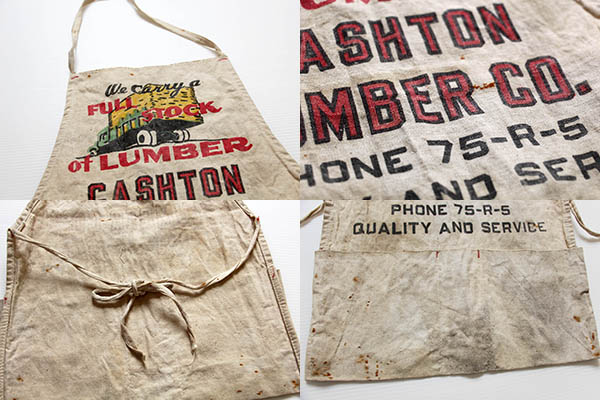 We Carry a
FULL STOCK
of LUMBER
CASHTON
ASHTON
UMBER CO.
HONE 75-R-5
AND SER
PHONE 75-R-5
QUALITY AND SERVICE